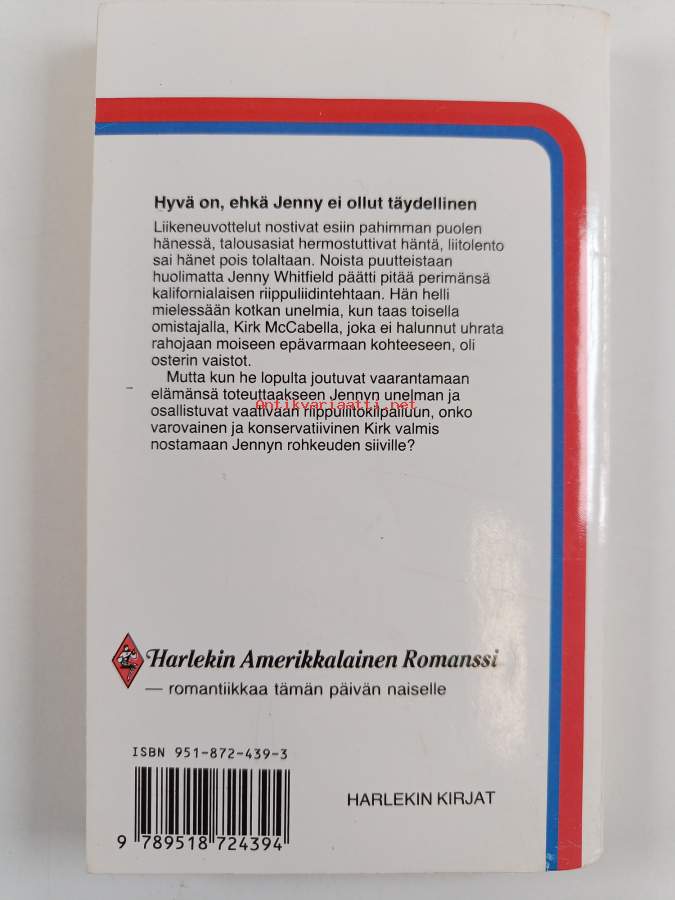 Hyvä on, ehkä Jenny ei ollut täydellinen
Liikeneuvottelut nostivat esiin pahimman puolen
hänessä, talousasiat hermostuttivat häntä, liitolento
sai hänet pois tolaltaan. Noista puutteistaan
huolimatta Jenny Whitfield päätti pitää perimänsä
kalifornialaisen riippuliidintehtaan. Hän helli
mielessään kotkan unelmia, kun taas toisella
omistajalla, Kirk McCabella, joka ei halunnut uhrata
rahojaan moiseen epävarmaan kohteeseen, oli
osterin vaistot.
Mutta kun he lopulta joutuvat vaarantamaan
elämänsä toteuttaakseen Jennyn unelman ja
Antikvariaatti.net
osallistuvat vaativaan riippuliitokilpailuun, onko
varovainen ja konservatiivinen Kirk valmis
nostamaan Jennyn rohkeuden siiville?
Harlekin Amerikkalainen Romanssi
— romantiikkaa tämän päivän naiselle
ISBN 951-872-439-3
HARLEKIN KIRJAT
9 789518 724394